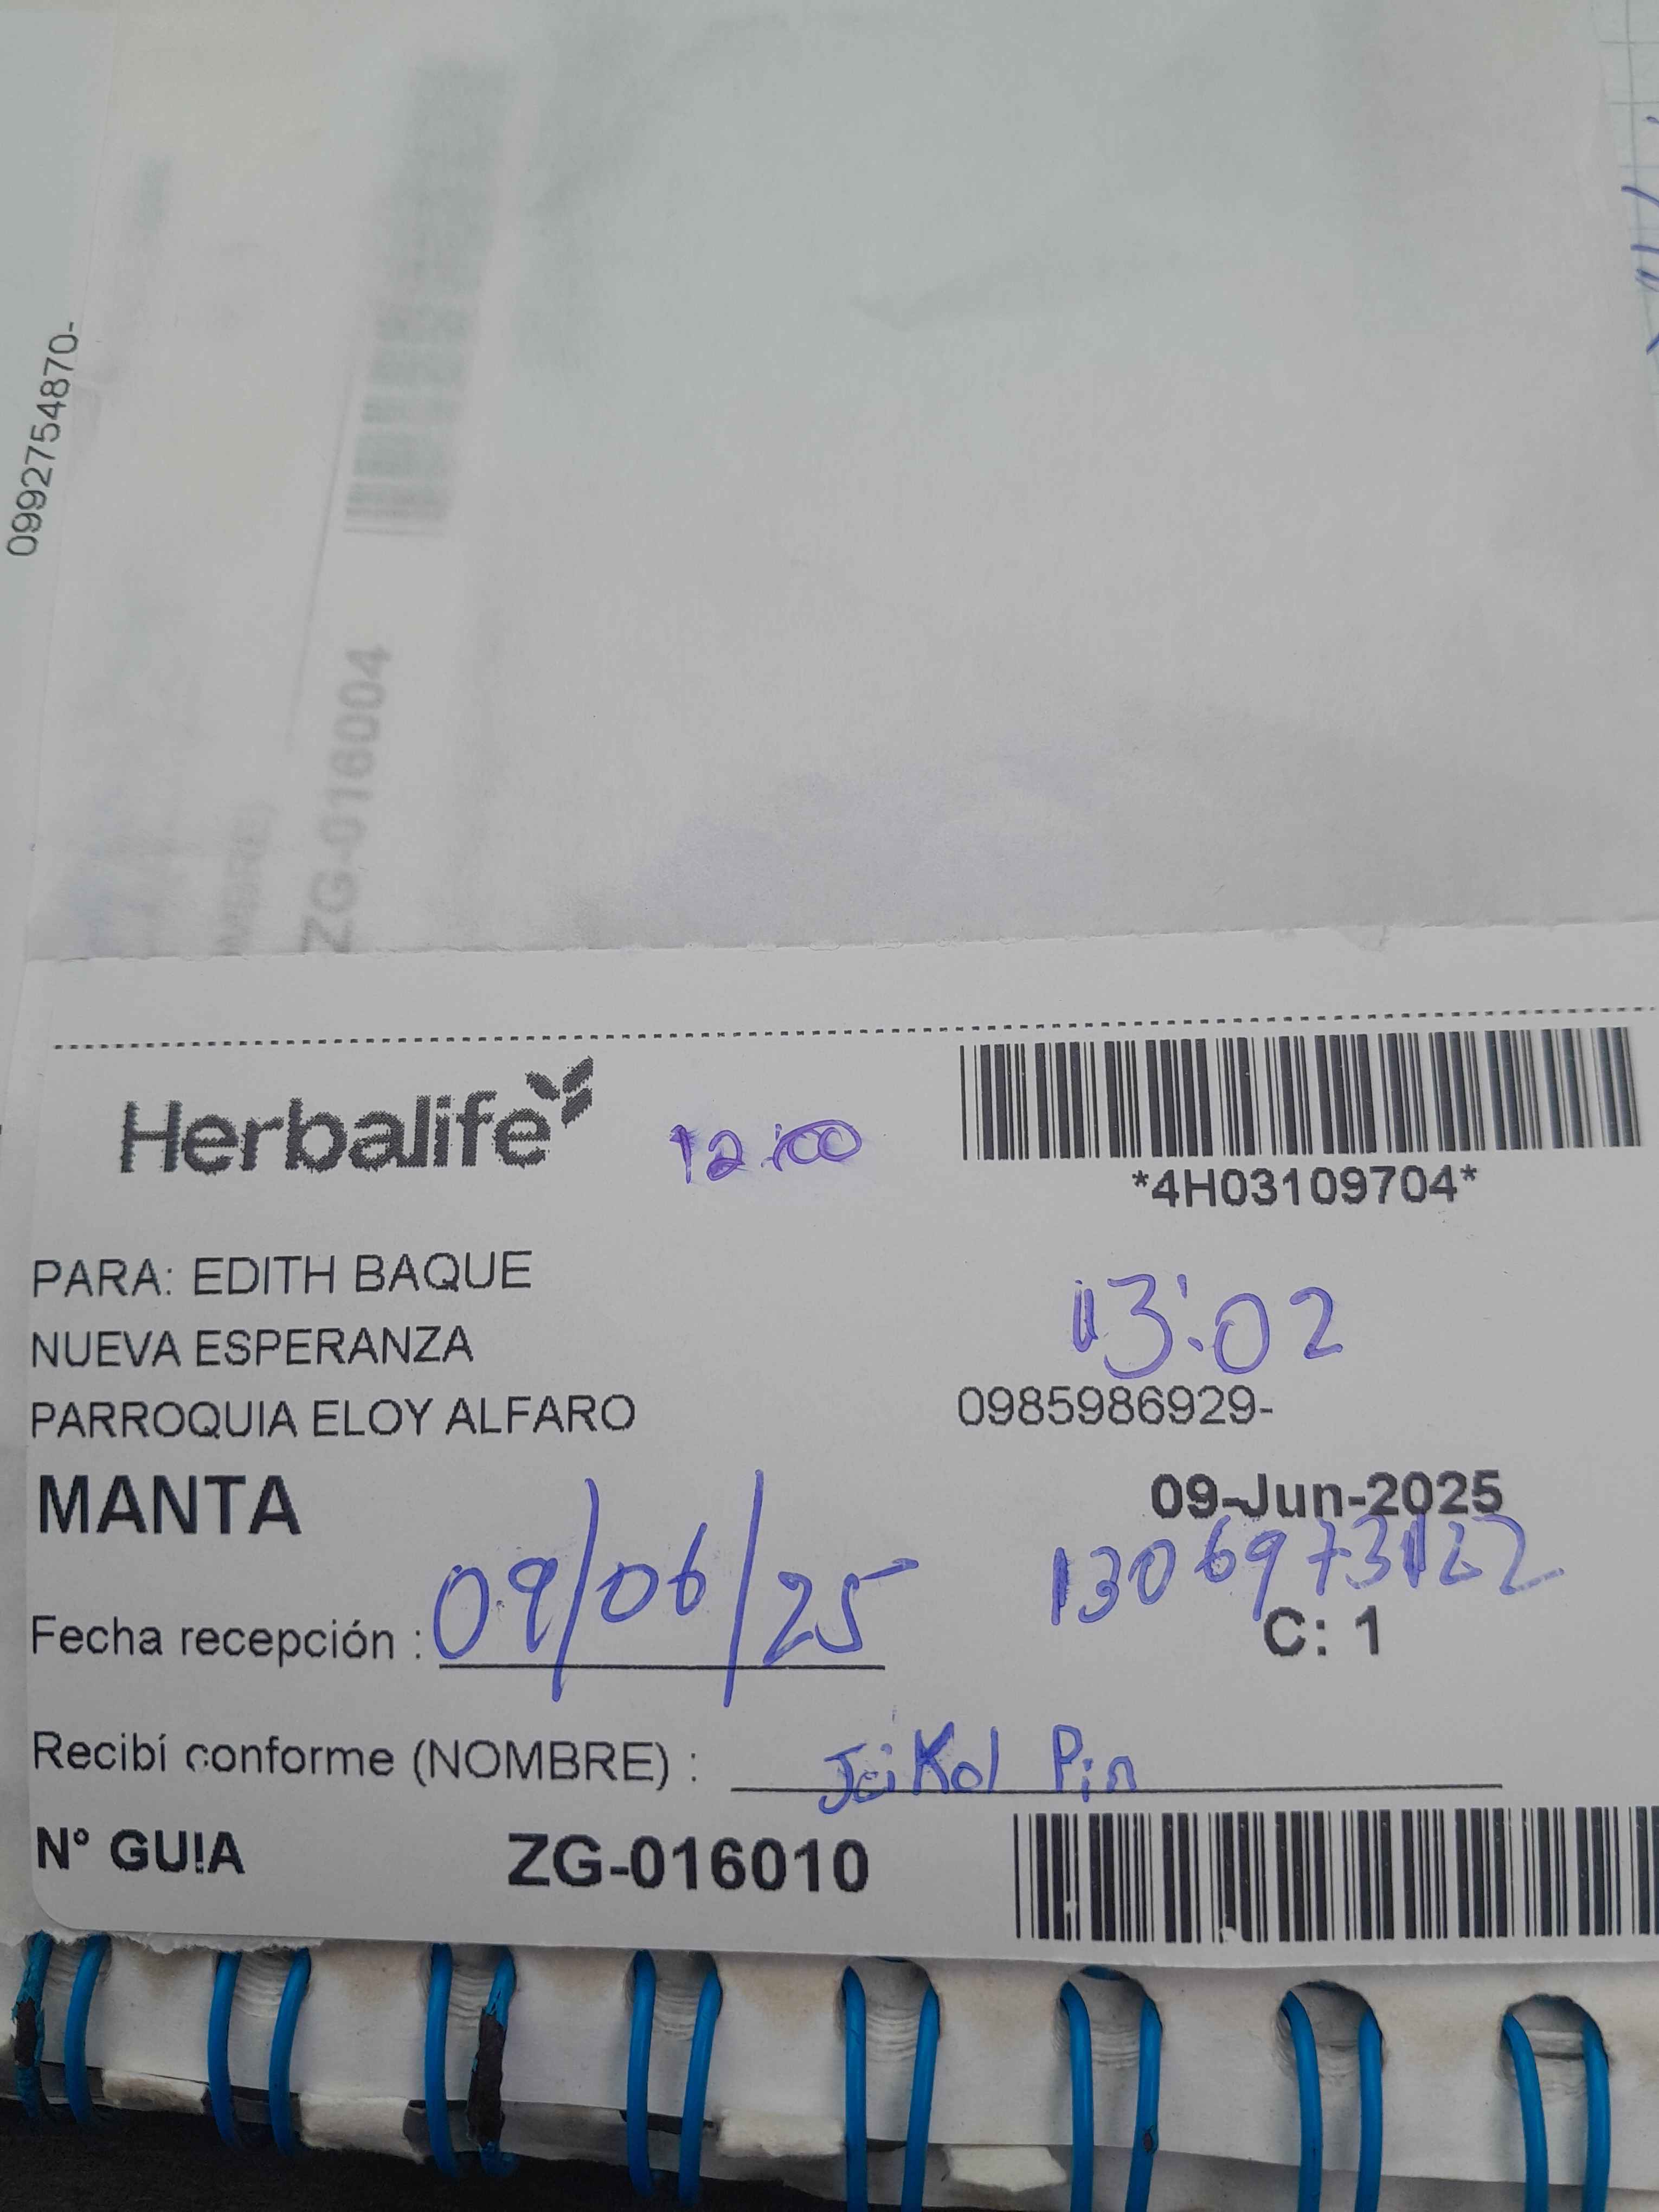 0992754870-
ZG-016004
Herbalife
12:00
*4H03109704*
PARA: EDITH BAQUE
NUEVA ESPERANZA
13:02
PARROQUIA ELOY ALFARO
0985986929-
MANTA
09-Jun-2025
Fecha recepción : 09/06/25
C: 1
Recibí conforme (NOMBRE) : Pin
N° GUIA ZG-016010